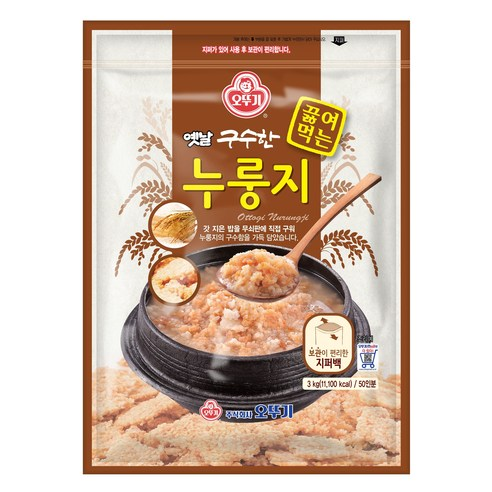 지퍼가 있어 사용 후 보관이 편리합니다.
오뚜기
끓여
먹는
옛날 구수한
누룽지
Ottogi Nurungji
갓 지은 밥을 무쇠판에 직접 구워
누룽지의 구수함을 가득 담았습니다.
보관이 편리한
지퍼백
3 kg(11,100 kcal) / 50인분
오뚜기
주식회사 오뚜기